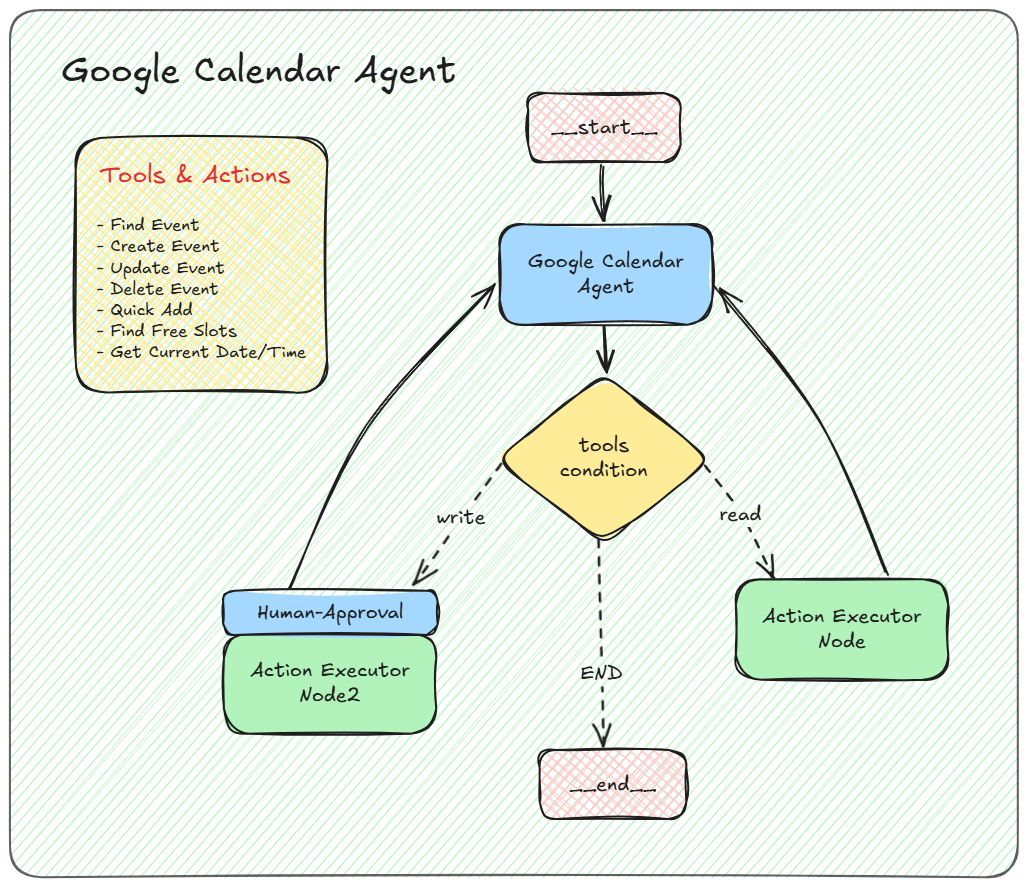 Google Calendar Agent
__start__
Tools & Actions
- Find Event
- Create Event
- Update Event
- Delete Event
- Quick Add
- Find Free Slots
- Get Current Date/Time
Google Calendar
Agent
tools
condition
write
read
Human-Approval
Action Executor
Node2
Action Executor
Node
END
__end__